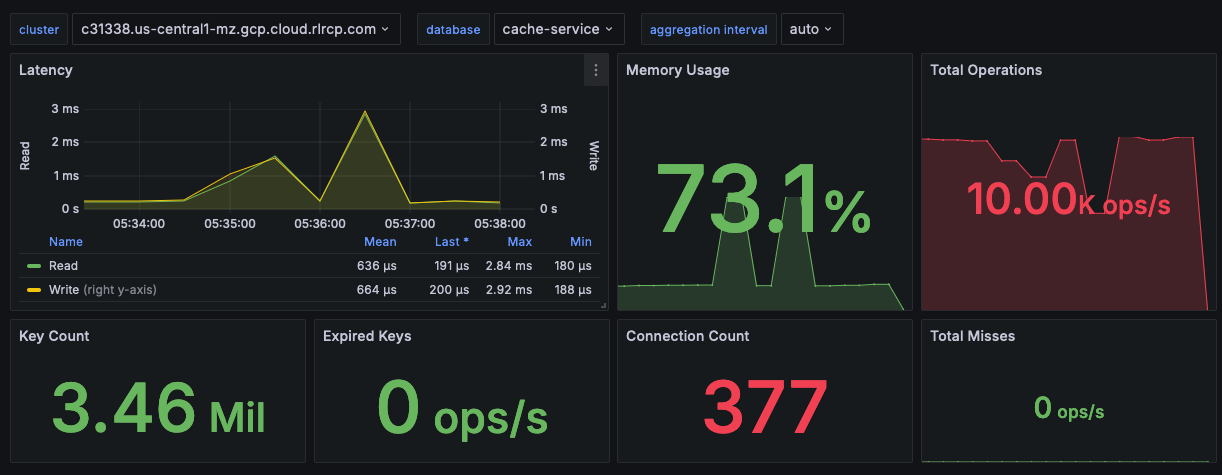 cluster c31338.us-central1-mz.gcp.cloud.rlrcp.com database cache-service aggregation interval auto
Latency
3 ms 3 ms
2 ms 2 ms
1 ms 1 ms
0 s 0 s
Read
Write
05:34:00 05:35:00 05:36:00 05:37:00 05:38:00
Name Mean Last * Max Min
Read 636 µs 191 µs 2.84 ms 180 µs
Write (right y-axis) 664 µs 200 µs 2.92 ms 188 µs
Memory Usage
73.1%
Total Operations
10.00K ops/s
Key Count
3.46 Mil
Expired Keys
0 ops/s
Connection Count
377
Total Misses
0 ops/s